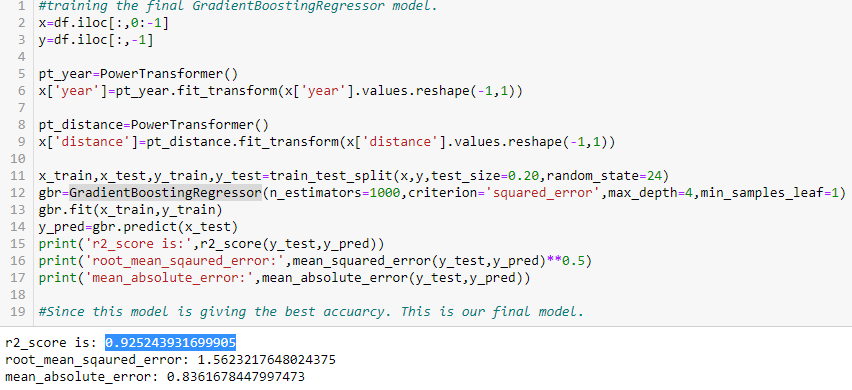 1 #training the final GradientBoostingRegressor model.
2 x=df.iloc[:,0:-1]
3 y=df.iloc[:,-1]
4
5 pt_year=PowerTransformer()
6 x['year']=pt_year.fit_transform(x['year'].values.reshape(-1,1))
7
8 pt_distance=PowerTransformer()
9 x['distance']=pt_distance.fit_transform(x['distance'].values.reshape(-1,1))
10
11 x_train,x_test,y_train,y_test=train_test_split(x,y,test_size=0.20,random_state=24)
12 gbr=GradientBoostingRegressor(n_estimators=1000,criterion='squared_error',max_depth=4,min_samples_leaf=1)
13 gbr.fit(x_train,y_train)
14 y_pred=gbr.predict(x_test)
15 print('r2_score is:',r2_score(y_test,y_pred))
16 print('root_mean_sqaured_error:',mean_squared_error(y_test,y_pred)**0.5)
17 print('mean_absolute_error:',mean_absolute_error(y_test,y_pred))
18
19 #Since this model is giving the best accuarcy. This is our final model.
r2_score is: 0.925243931699905
root_mean_sqaured_error: 1.5623217648024375
mean_absolute_error: 0.8361678447997473